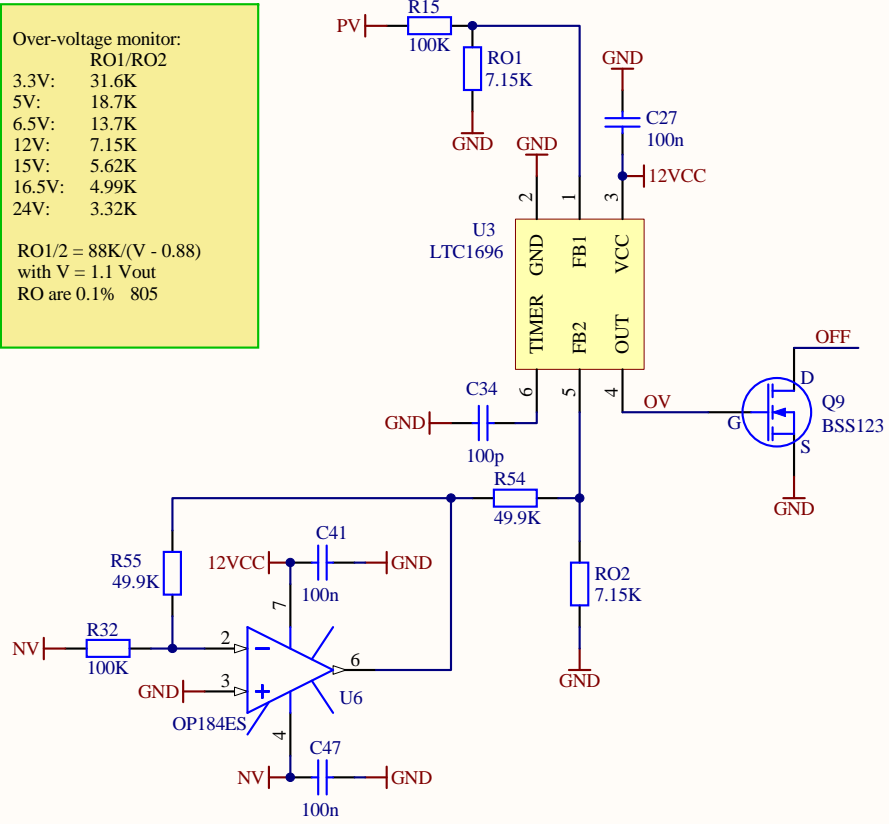 Over-voltage monitor:
RO1/RO2
3.3V: 31.6K
5V: 18.7K
6.5V: 13.7K
12V: 7.15K
15V: 5.62K
16.5V: 4.99K
24V: 3.32K
RO1/2 = 88K/(V - 0.88)
with V = 1.1 Vout
RO are 0.1% 805
R15
PV
100K
RO1
7.15K
GND
GND
C27
100n
GND
12VCC
2
1
3
U3
LTC1696
GND
FB1
VCC
TIMER
FB2
OUT
6
5
4
OV
OFF
D
G
S
Q9
BSS123
GND
C34
GND
100p
R54
49.9K
RO2
7.15K
GND
R55
49.9K
C41
12VCC
GND
100n
7
R32
NV
100K
2
3
GND
6
U6
OP184ES
4
C47
NV
GND
100n